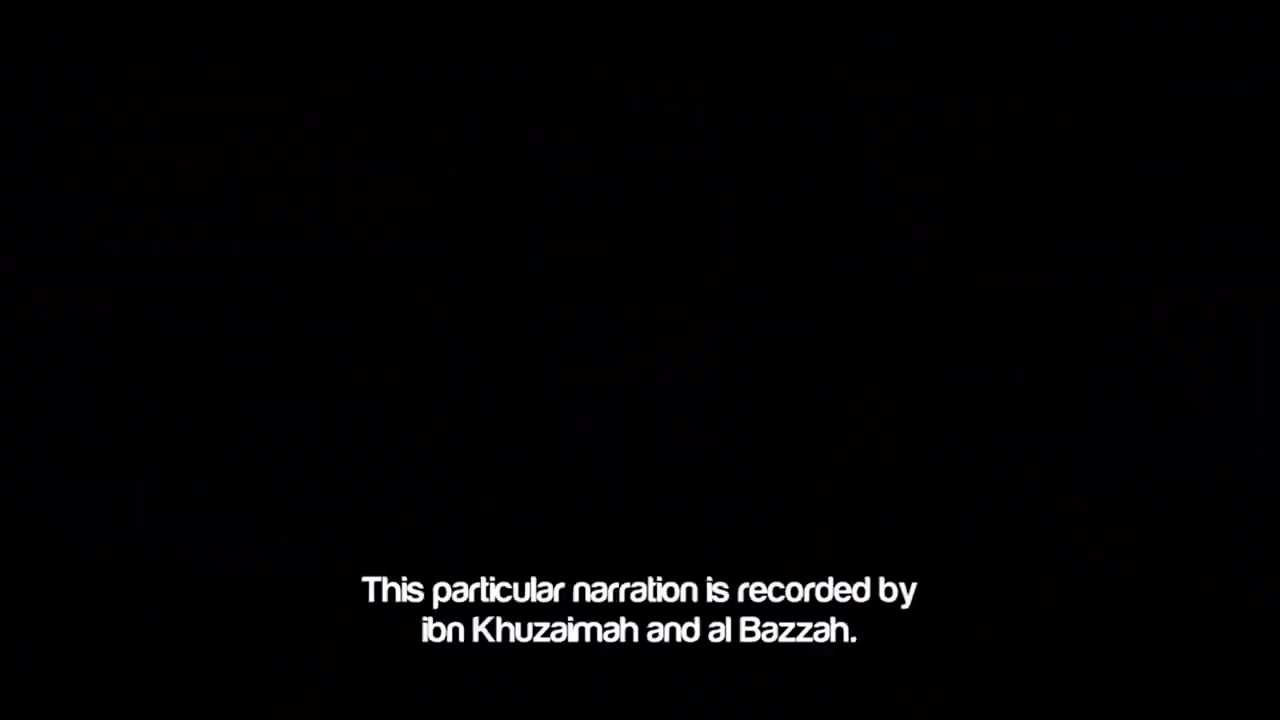 This particular narration is recorded by
ibn Khuzaimah and al Bazzah.